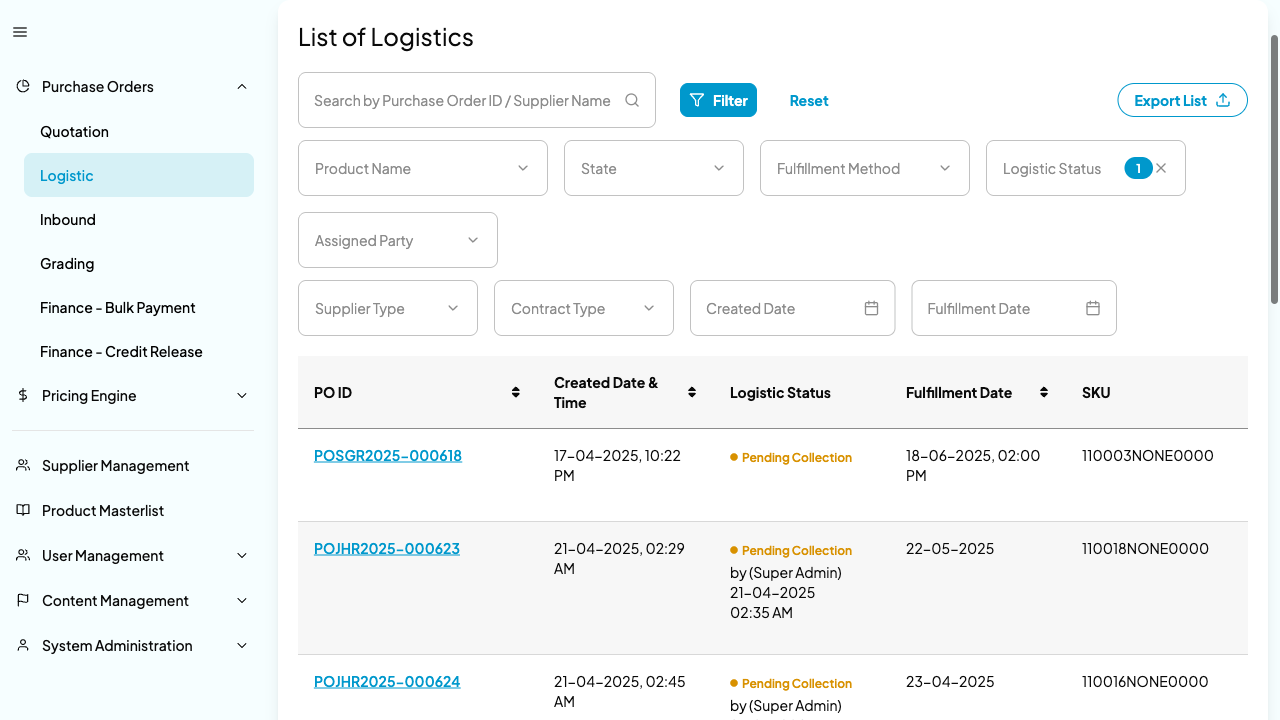 Purchase Orders
Quotation
Logistic
Inbound
Grading
Finance - Bulk Payment
Finance - Credit Release
Pricing Engine
Supplier Management
Product Masterlist
User Management
Content Management
System Administration
List of Logistics
Search by Purchase Order ID / Supplier Name
Filter
Reset
Export List
Product Name
State
Fulfillment Method
Logistic Status
1
Assigned Party
Supplier Type
Contract Type
Created Date
Fulfillment Date
PO ID
Created Date &
Time
Logistic Status
Fulfillment Date
SKU
POSGR2025-000618
17-04-2025, 10:22
PM
Pending Collection
18-06-2025, 02:00
PM
110003NONE0000
POJHR2025-000623
21-04-2025, 02:29
AM
Pending Collection
by (Super Admin)
21-04-2025
02:35 AM
22-05-2025
110018NONE0000
POJHR2025-000624
21-04-2025, 02:45
AM
Pending Collection
by (Super Admin)
23-04-2025
110016NONE0000